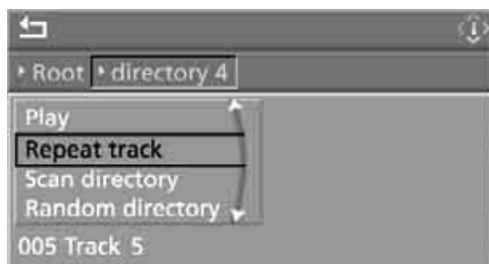 Root directory 4
Play
Repeat track
Scan directory
Random directory
005 Track 5